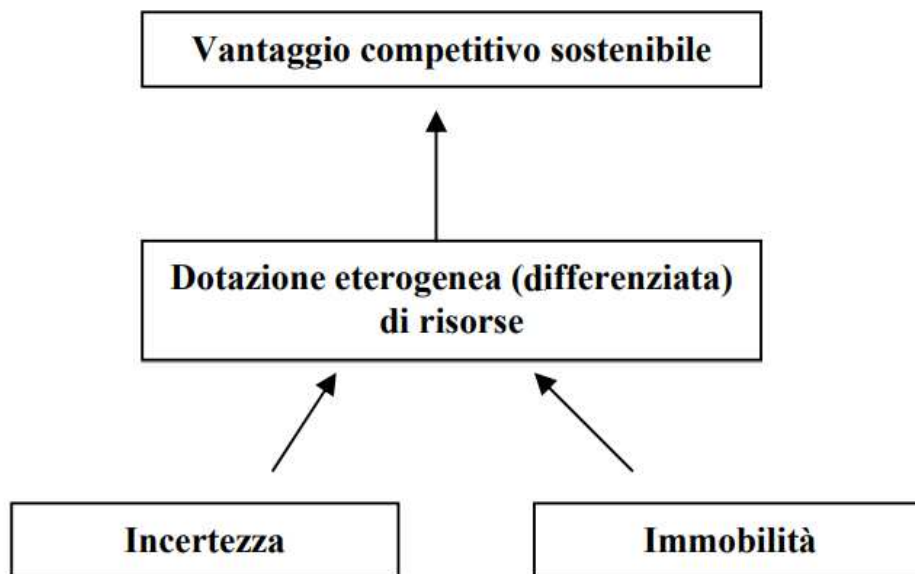 Vantaggio competitivo sostenibile
Dotazione eterogenea (differenziata)
di risorse
Incertezza
Immobilità